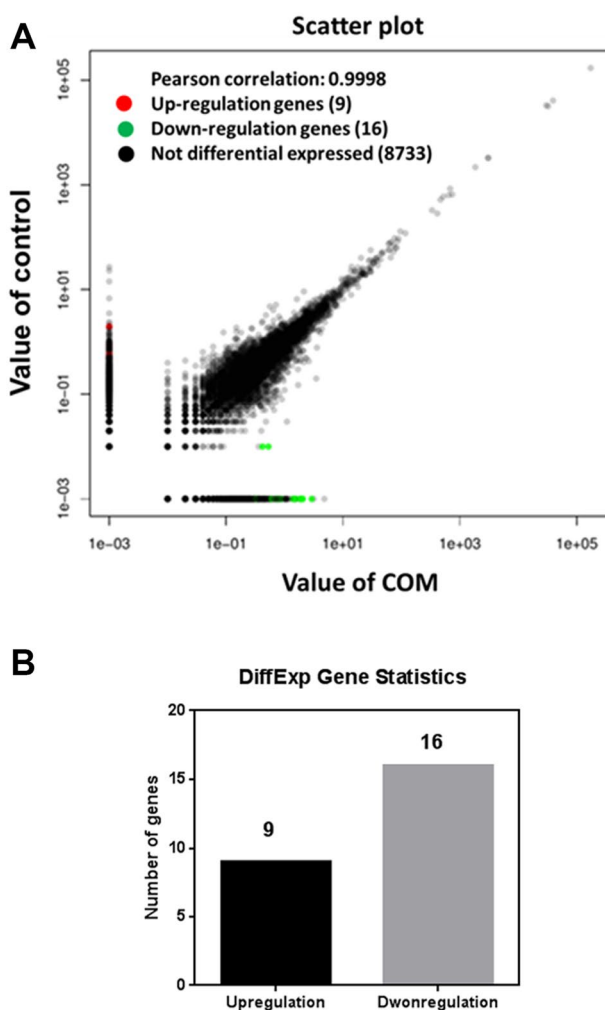 A
Scatter plot
Pearson correlation: 0.9998
Up-regulation genes (9)
Down-regulation genes (16)
Not differential expressed (8733)
Value of control
1e+05
1e+03
1e+01
1e-01
1e-03
1e-03 1e-01 1e+01 1e+03 1e+05
Value of COM
B
DiffExp Gene Statistics
Number of genes
20
15
10
5
0
9
16
Upregulation Dwonregulation